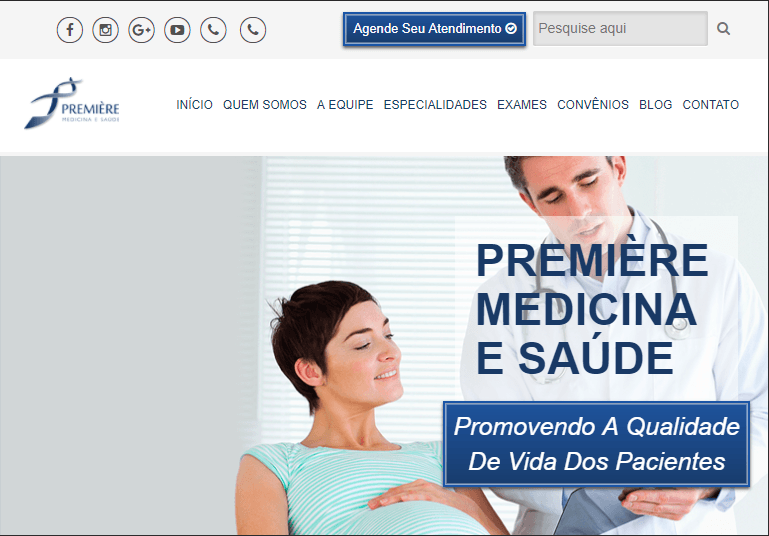 Agende Seu Atendimento
Pesquise aqui
PREMIÈRE
MEDICINA E SAÚDE
INÍCIO QUEM SOMOS A EQUIPE ESPECIALIDADES EXAMES CONVÊNIOS BLOG CONTATO
PREMIÈRE
MEDICINA
E SAÚDE
Promovendo A Qualidade
De Vida Dos Pacientes